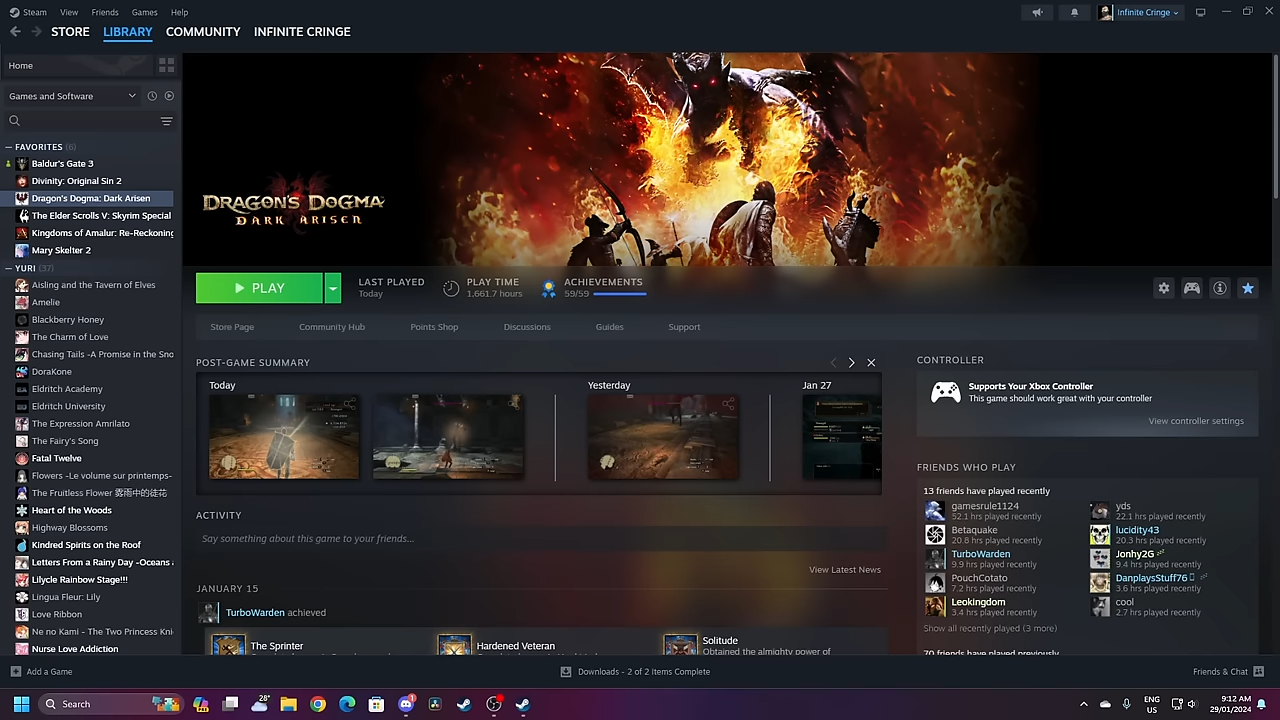 Steam View Friends Games Help Infinite Cringe
STORE LIBRARY COMMUNITY INFINITE CRINGE
Home
Games and Software
FAVORITES (6)
Baldur's Gate 3
Divinity: Original Sin 2
Dragon's Dogma: Dark Arisen
The Elder Scrolls V: Skyrim Special
Kingdoms of Amalur: Re-Reckoning
Mary Skelter 2
YURI (37)
Aisling and the Tavern of Elves
Amelie
Blackberry Honey
The Charm of Love
Chasing Tails -A Promise in the Sno
DoraKone
Eldritch Academy
Eldritch University
The Expression Amrilato
The Fairy's Song
Fatal Twelve
Flowers -Le volume sur printemps-
The Fruitless Flower 雾雨中的徒花
Heart of the Woods
Highway Blossoms
Kindred Spirits on the Roof
Letters From a Rainy Day -Oceans a
Lilycle Rainbow Stage!!!
Lingua Fleur: Lily
Love Ribbon
Ne no Kami - The Two Princess Kni
Nurse Love Addiction
DRAGON'S DOGMA
DARK ARISEN
PLAY
LAST PLAYED
Today
PLAY TIME
1,661.7 hours
ACHIEVEMENTS
59/59
Store Page Community Hub Points Shop Discussions Guides Support
POST-GAME SUMMARY
Today Yesterday Jan 27
ACTIVITY
Say something about this game to your friends...
View Latest News
JANUARY 15
TurboWarden achieved
The Sprinter
Hardened Veteran
Solitude
Obtained the almighty power of
CONTROLLER
Supports Your Xbox Controller
This game should work great with your controller
View controller settings
FRIENDS WHO PLAY
13 friends have played recently
gamesrule1124
52.1 hrs played recently
yds
22.1 hrs played recently
Betaquake
20.8 hrs played recently
lucidity43
20.3 hrs played recently
TurboWarden
9.9 hrs played recently
Jonhy2G
9.4 hrs played recently
PouchCotato
7.2 hrs played recently
DanplaysStuff76
3.6 hrs played recently
Leokingdom
3.4 hrs played recently
cool
2.7 hrs played recently
Show all recently played (3 more)
70 friends have played previously
Add a Game
Downloads - 2 of 2 Items Complete
Friends & Chat
Search
28°
1
ENG
US
9:12 AM
29/01/2024